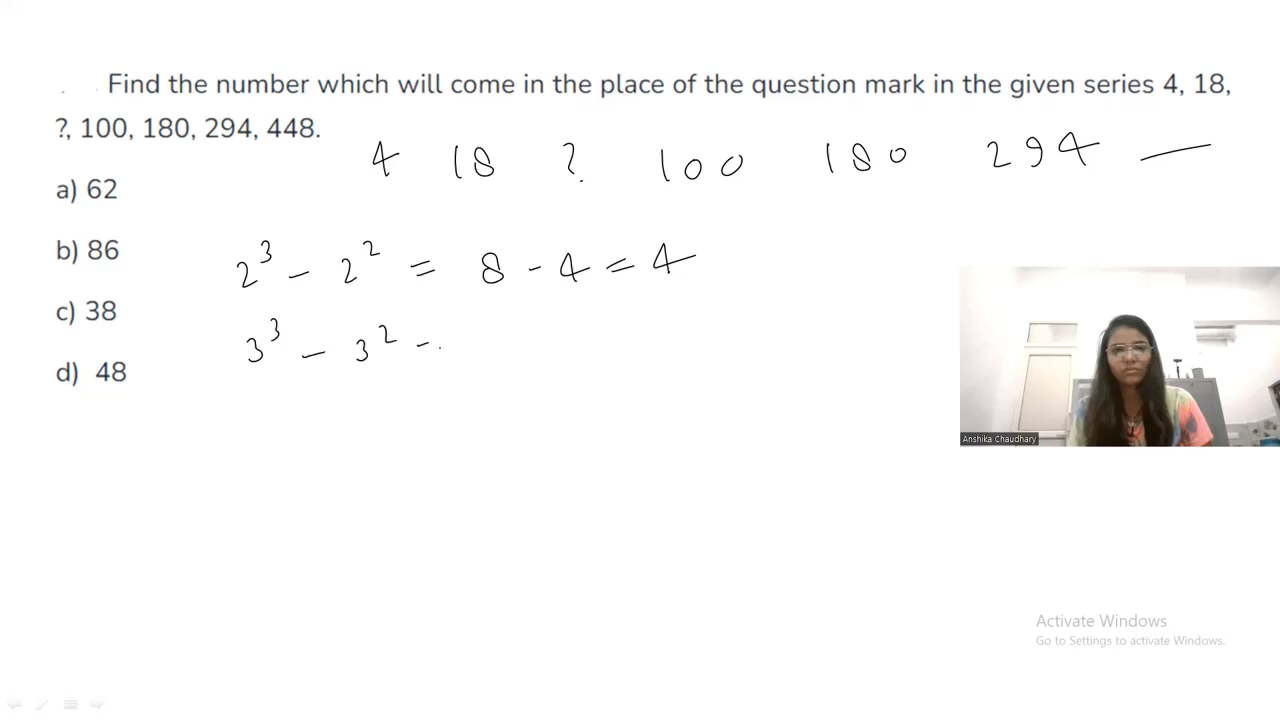 Find the number which will come in the place of the question mark in the given series 4, 18,
?, 100, 180, 294, 448.
4 18 ? 100 180 294 —
a) 62
b) 86
2³ - 2² = 8 - 4 = 4
c) 38
3³ - 3² -
d) 48
Anshika Chaudhary
Activate Windows
Go to Settings to activate Windows.